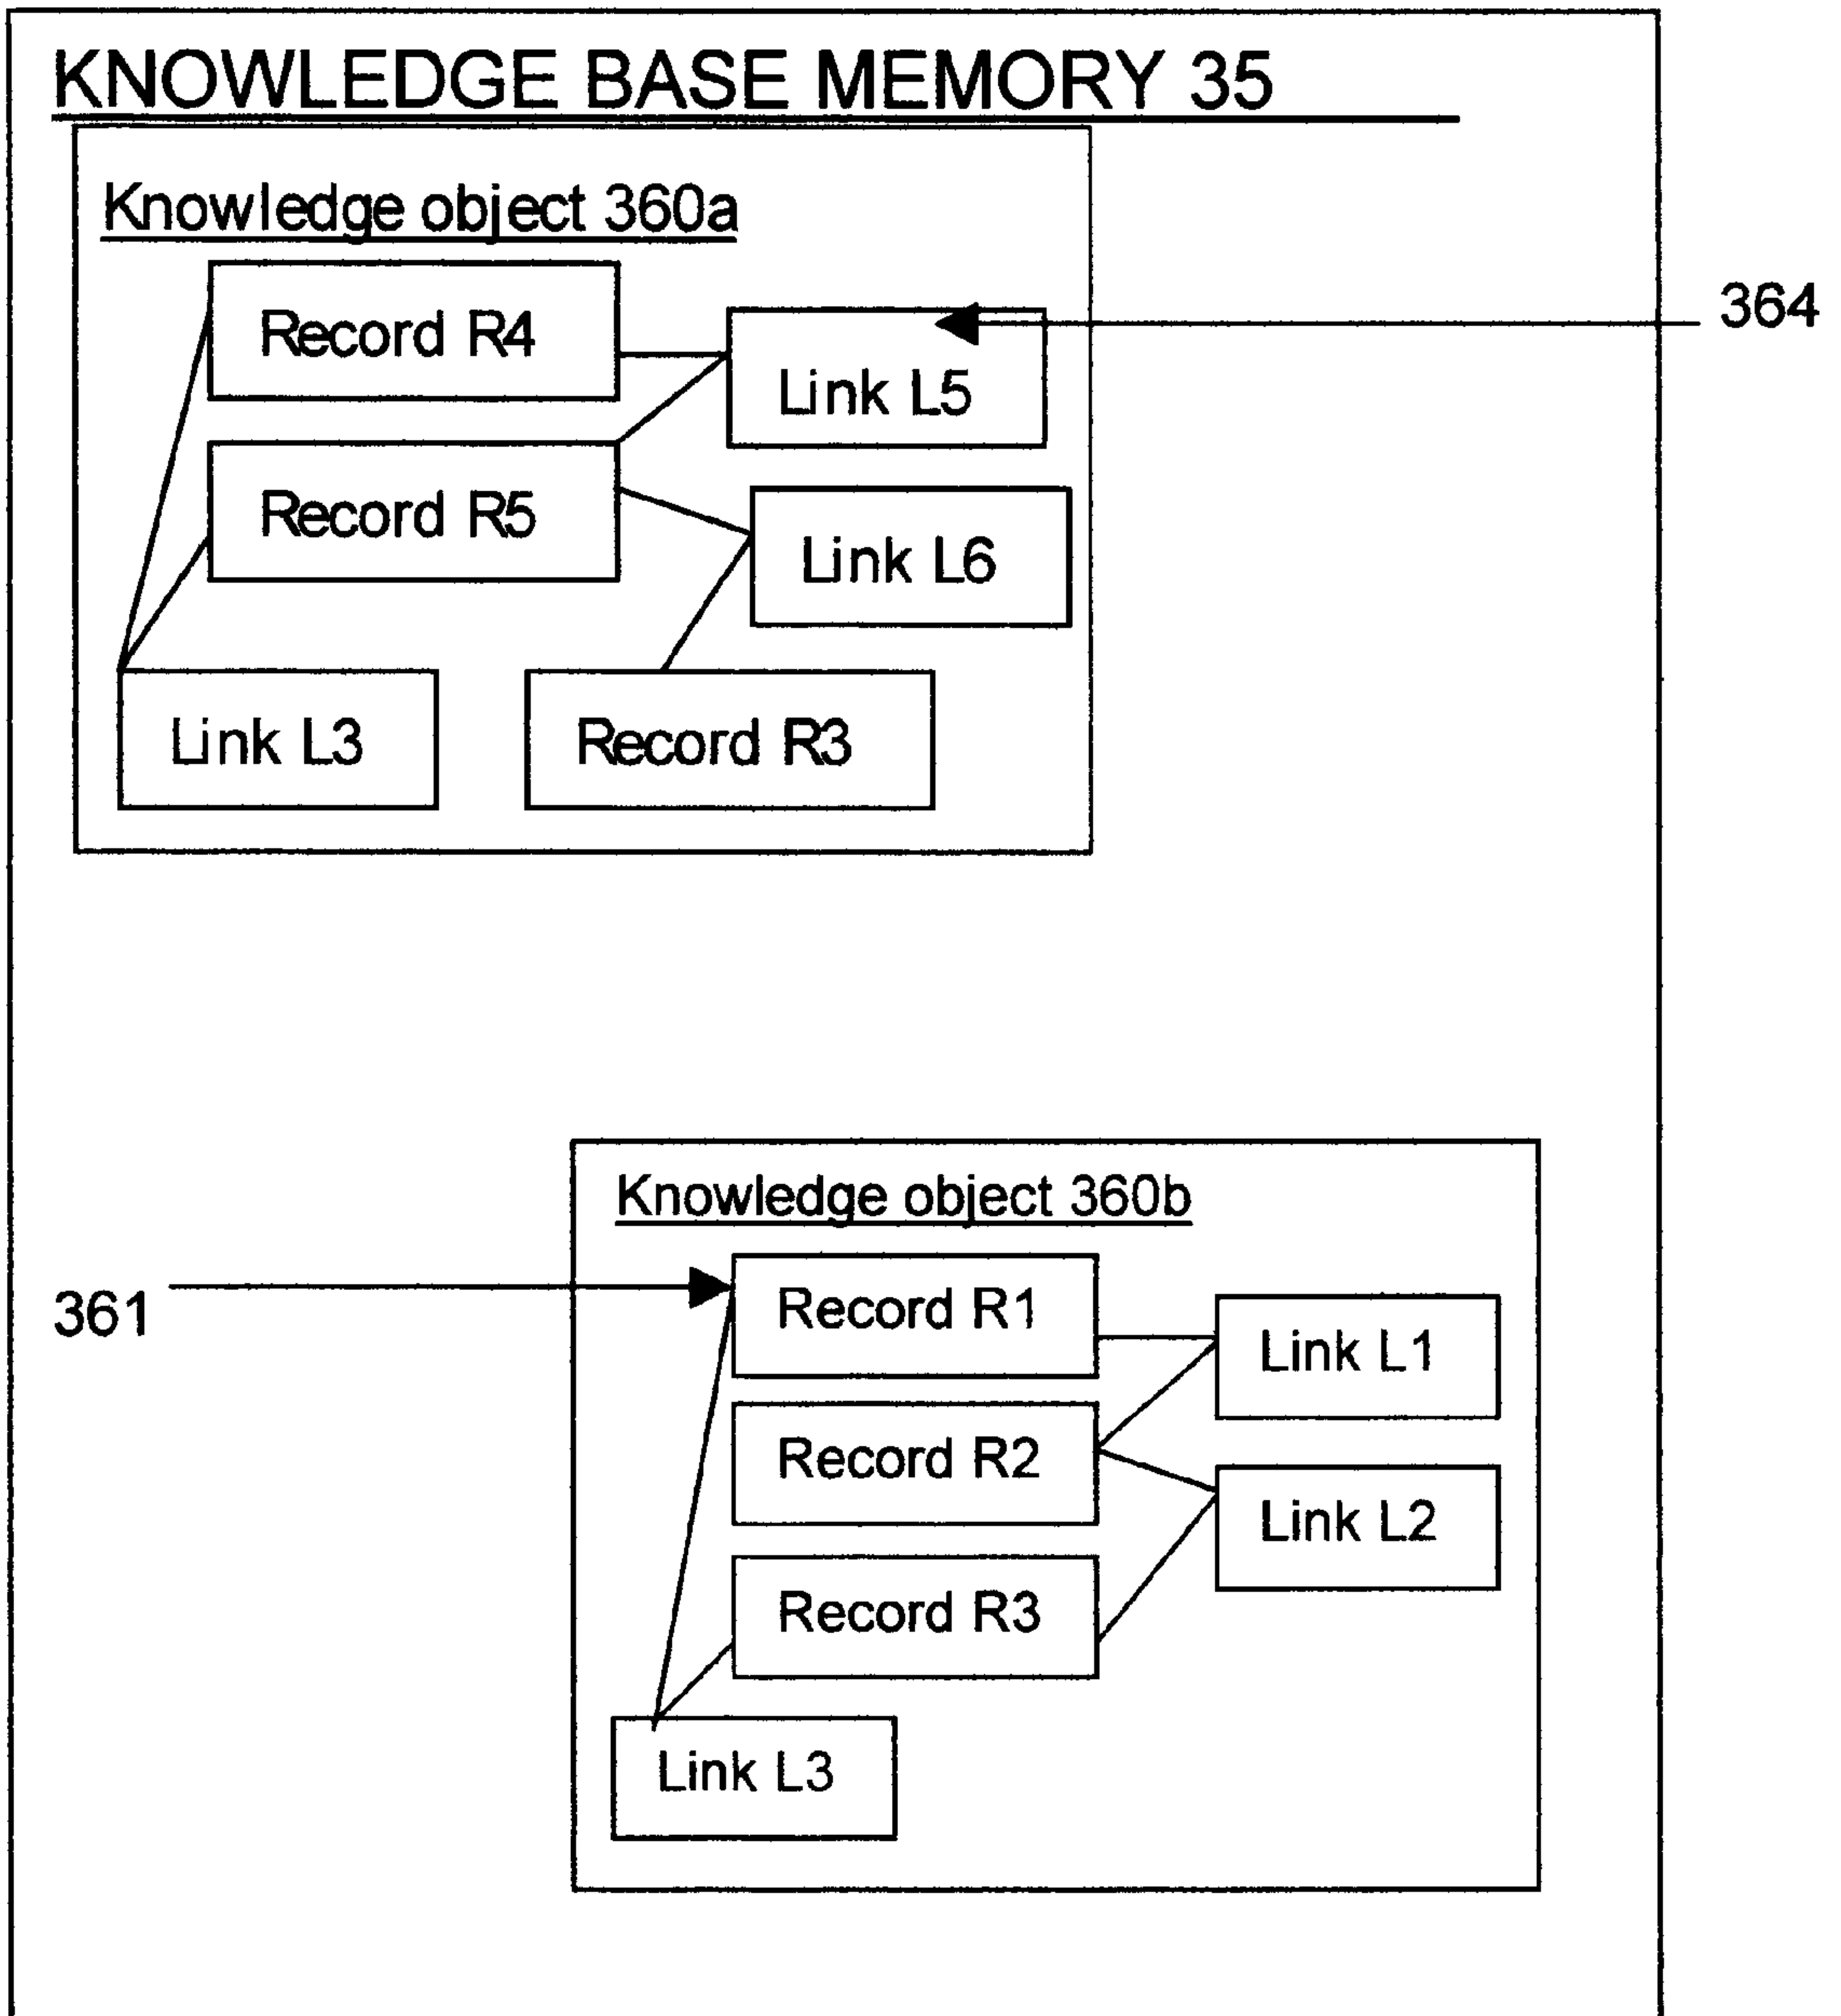 KNOWLEDGE BASE MEMORY 35
Knowledge object 360a
Record R4
364
Link L5
Record R5
Link L6
Link L3
Record R3
Knowledge object 360b
361
Record R1
Link L1
Record R2
Link L2
Record R3
Link L3